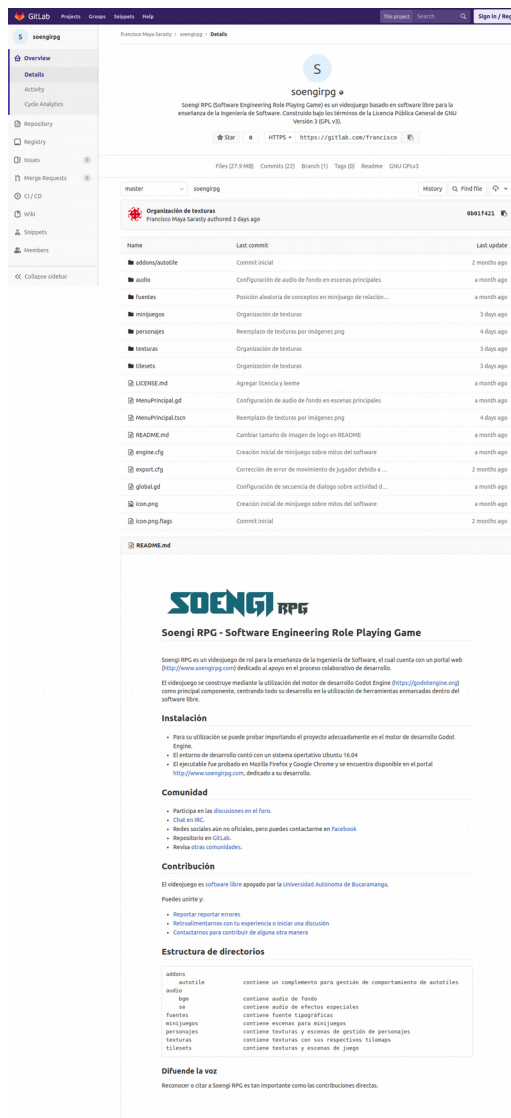 GitLab Projects Groups Snippets Help This project Search Sign in / Reg
S soengirpg
Francisco Maya Sarasty > soengirpg > Details
Overview
Details
Activity
Cycle Analytics
Repository
Registry
Issues 0
Merge Requests 0
CI / CD
Wiki
Snippets
Members
<< Collapse sidebar
S
soengirpg
Soengi RPG (Software Engineering Role Playing Game) es un videojuego basado en software libre para la
enseñanza de la Ingeniería de Software. Construido bajo los términos de la Licencia Pública General de GNU
Versión 3 (GPL v3).
Star 0 HTTPS https://gitlab.com/francisco
Files (27.9 MB) Commits (22) Branch (1) Tags (0) Readme GNU GPLv3
master soengirpg History Find file
Organización de texturas
Francisco Maya Sarasty authored 3 days ago
0b01f421
Name Last commit Last update
addons/autotile Commit inicial 2 months ago
audio Configuración de audio de fondo en escenas principales a month ago
fuentes Posición aleatoria de conceptos en minijuego de relación... a month ago
minijuegos Organización de texturas 3 days ago
personajes Reemplazo de texturas por imágenes png 4 days ago
texturas Organización de texturas 3 days ago
tilesets Organización de texturas 3 days ago
LICENSE.md Agregar licencia y leeme a month ago
MenuPrincipal.gd Configuración de audio de fondo en escenas principales a month ago
MenuPrincipal.tscn Reemplazo de texturas por imágenes png 4 days ago
README.md Cambiar tamaño de imagen de logo en README a month ago
engine.cfg Creación inicial de minijuego sobre mitos del software a month ago
export.cfg Corrección de error de movimiento de jugador debido a ... 2 months ago
global.gd Configuración de secuencia de dialogo sobre actividad d... a month ago
icon.png Creación inicial de minijuego sobre mitos del software a month ago
icon.png.flags Commit inicial 2 months ago
README.md
SOENGI RPG
Soengi RPG - Software Engineering Role Playing Game
Soengi RPG es un videojuego de rol para la enseñanza de la Ingeniería de Software, el cual cuenta con un portal web
(http://www.soengirpg.com) dedicado al apoyo en el proceso colaborativo de desarrollo.
El videojuego se construye mediante la utilización del motor de desarrollo Godot Engine (https://godotengine.org)
como principal componente, centrando todo su desarrollo en la utilización de herramientas enmarcadas dentro del
software libre.
Instalación
• Para su utilización se puede probar importando el proyecto adecuadamente en el motor de desarrollo Godot
Engine.
• El entorno de desarrollo contó con un sistema opertativo Ubuntu 16.04
• El ejecutable fue probado en Mozilla Firefox y Google Chrome y se encuentra disponible en el portal
http://www.soengirpg.com, dedicado a su desarrollo.
Comunidad
• Participa en las discusiones en el foro.
• Chat en IRC.
• Redes sociales aún no oficiales, pero puedes contactarme en Facebook
• Repositorio en GitLab.
• Revisa otras comunidades.
Contribución
El videojuego es software libre apoyado por la Universidad Autónoma de Bucaramanga.
Puedes unirte y:
• Reportar reportar errores
• Retroalimentarnos con tu experiencia o iniciar una discusión
• Contactarnos para contribuir de alguna otra manera
Estructura de directorios
addons
autotile contiene un complemento para gestión de comportamiento de autotiles
audio
bgm contiene audio de fondo
se contiene audio de efectos especiales
fuentes contiene fuente tipográficas
minijuegos contiene escenas para minijuegos
personajes contiene texturas y escenas de gestión de personajes
texturas contiene texturas con sus respectivos tilemaps
tilesets contiene texturas y escenas de juego
Difuende la voz
Reconocer o citar a Soengi RPG es tan importante como las contribuciones directas.